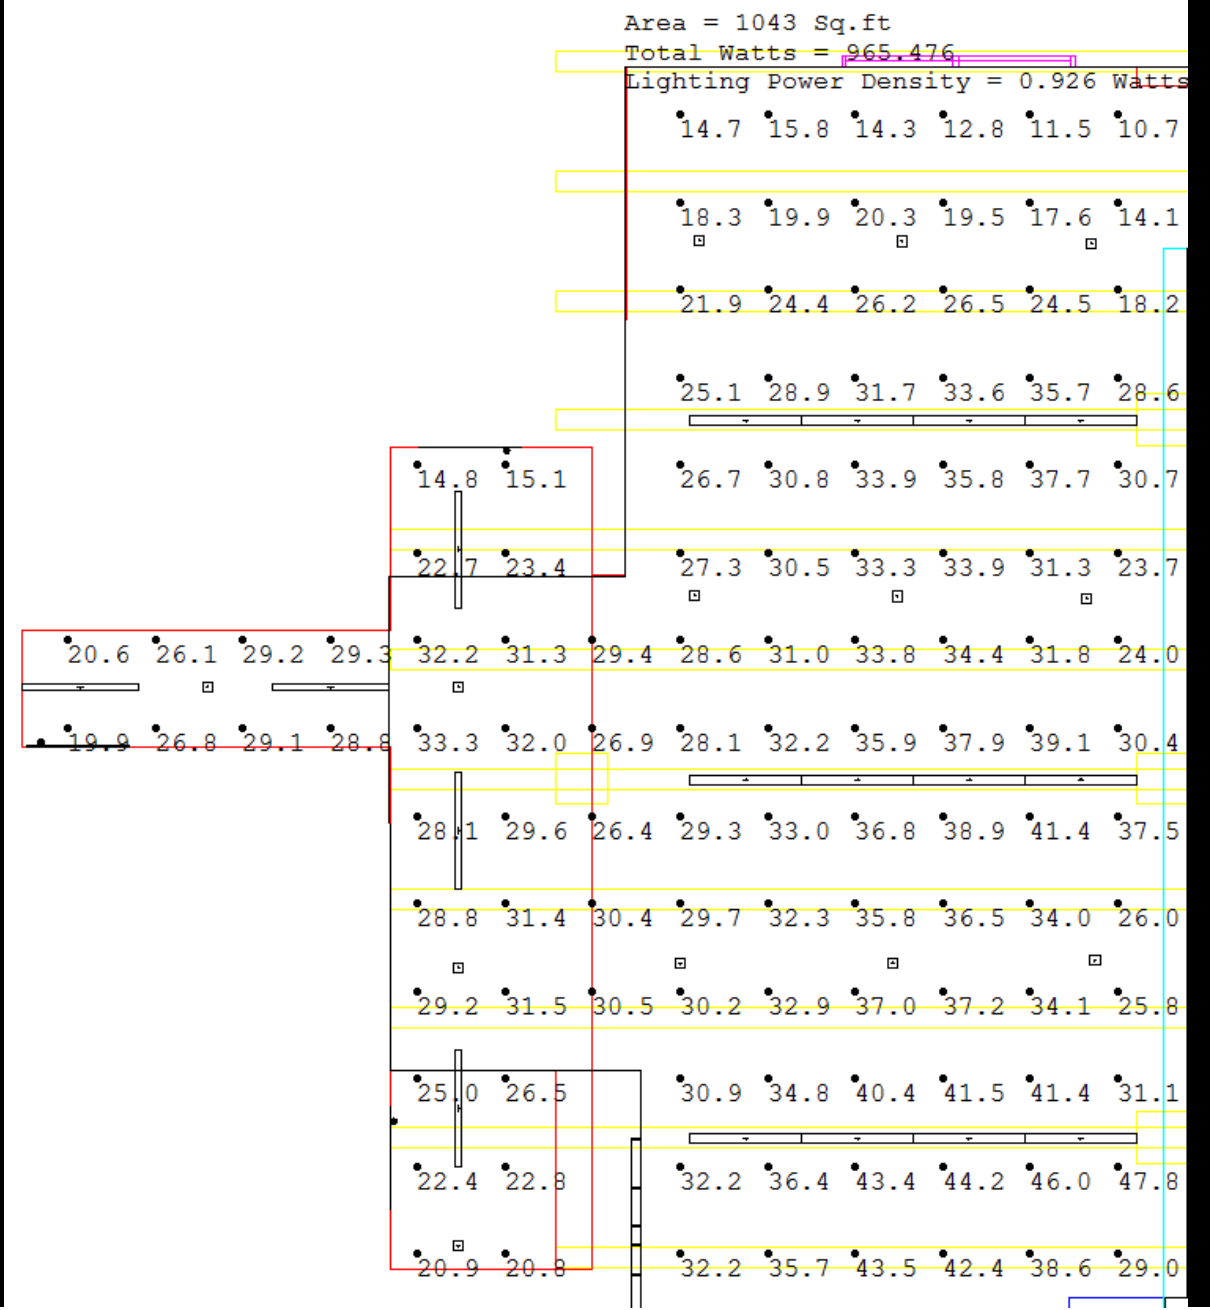 Area = 1043 Sq.ft
Total Watts = 965.476
Lighting Power Density = 0.926 Watts
14.7 15.8 14.3 12.8 11.5 10.7
18.3 19.9 20.3 19.5 17.6 14.1
21.9 24.4 26.2 26.5 24.5 18.2
25.1 28.9 31.7 33.6 35.7 28.6
14.8 15.1 26.7 30.8 33.9 35.8 37.7 30.7
22.7 23.4 27.3 30.5 33.3 33.9 31.3 23.7
20.6 26.1 29.2 29.3 32.2 31.3 29.4 28.6 31.0 33.8 34.4 31.8 24.0
19.9 26.8 29.1 28.8 33.3 32.0 26.9 28.1 32.2 35.9 37.9 39.1 30.4
28.1 29.6 26.4 29.3 33.0 36.8 38.9 41.4 37.5
28.8 31.4 30.4 29.7 32.3 35.8 36.5 34.0 26.0
29.2 31.5 30.5 30.2 32.9 37.0 37.2 34.1 25.8
25.0 26.5 30.9 34.8 40.4 41.5 41.4 31.1
22.4 22.8 32.2 36.4 43.4 44.2 46.0 47.8
20.9 20.8 32.2 35.7 43.5 42.4 38.6 29.0